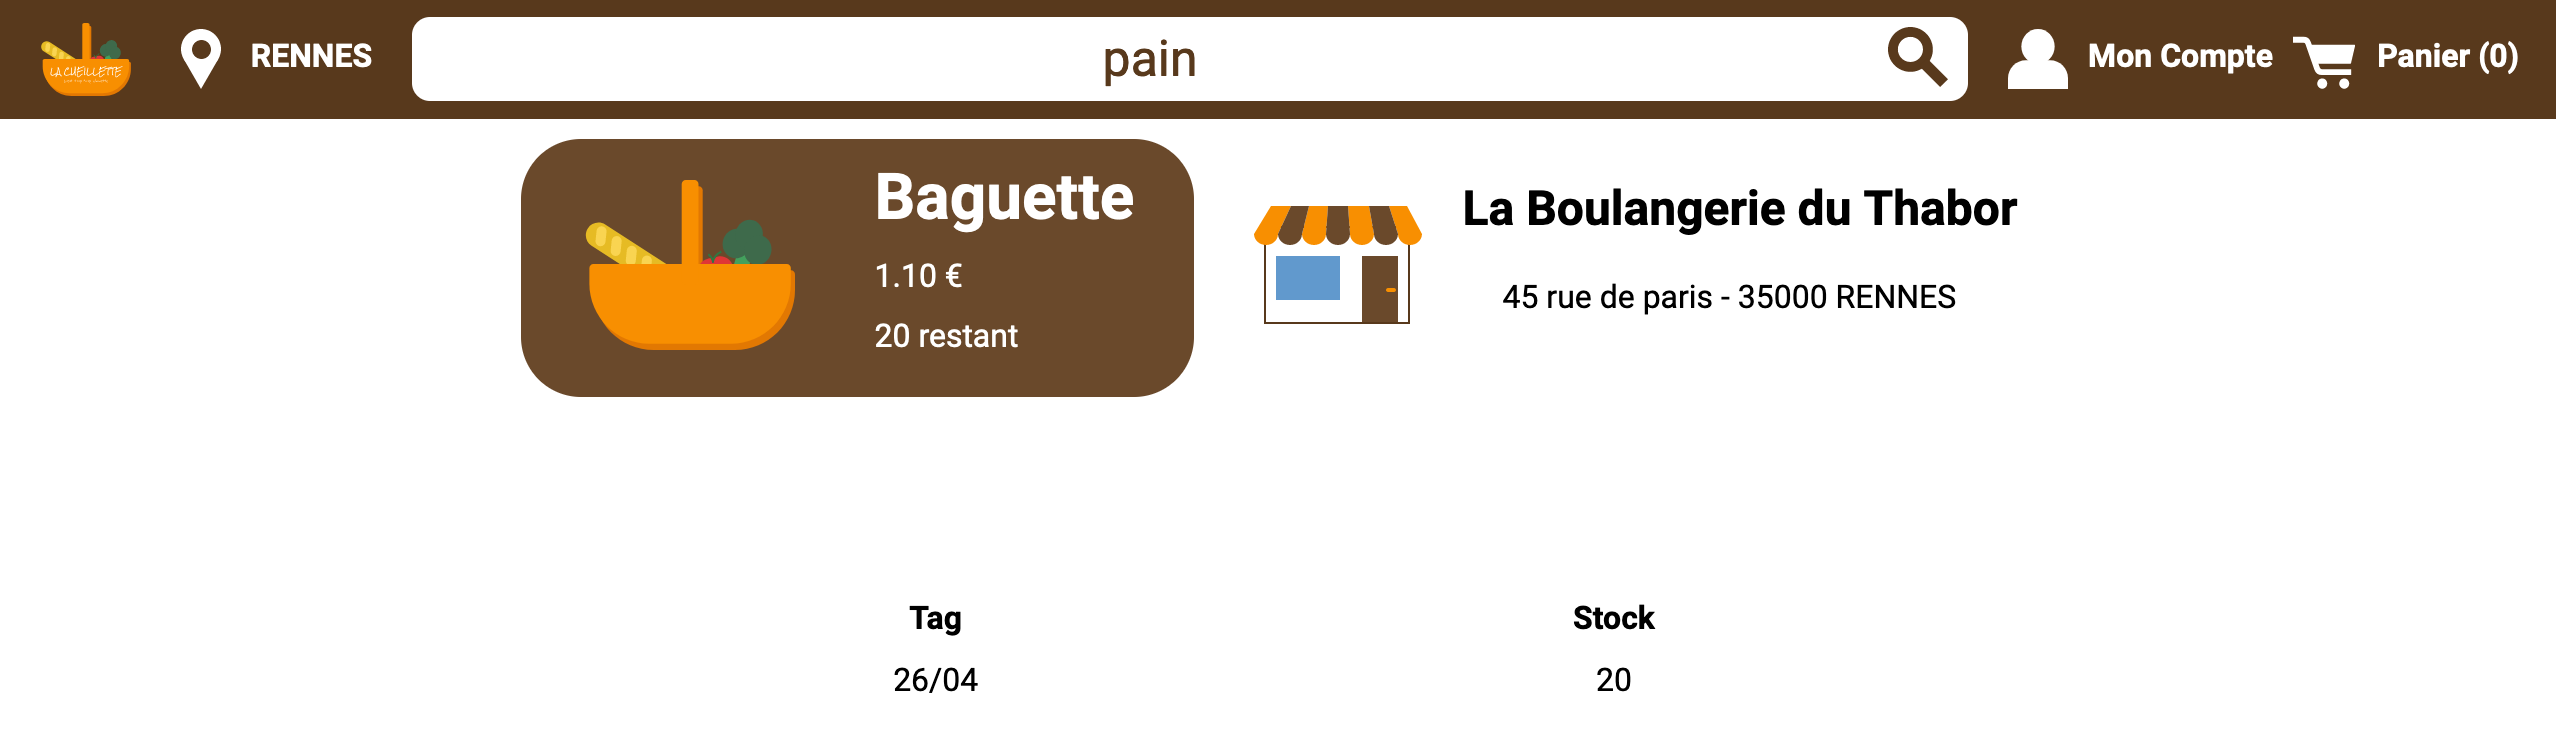 LA CUEILLETTE
RENNES
pain
Mon Compte
Panier (0)
Baguette
1.10 €
20 restant
La Boulangerie du Thabor
45 rue de paris - 35000 RENNES
Tag
Stock
26/04
20